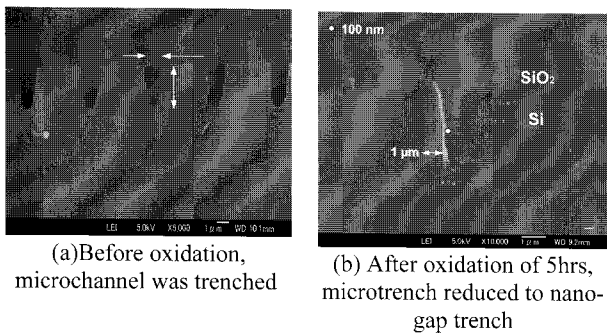 100 nm
SiO₂
Si
1 μm
LEI 5.0kV X5,000 1μm WD 10.1mm
LEI 5.0kV X10,000 1μm WD 9.2mm
(a)Before oxidation,
microchannel was trenched
(b) After oxidation of 5hrs,
microtrench reduced to nano-
gap trench